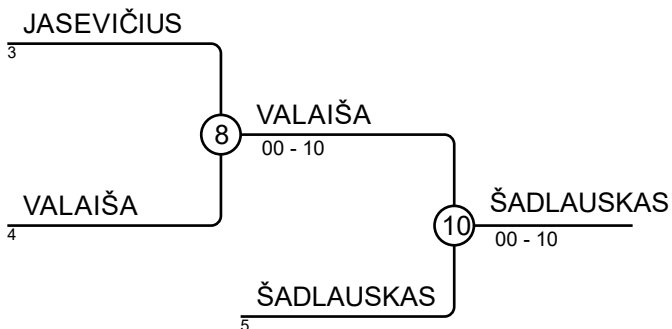 JASEVIČIUS
3
8
VALAIŠA
00 - 10
VALAIŠA
4
10
ŠADLAUSKAS
00 - 10
ŠADLAUSKAS
5